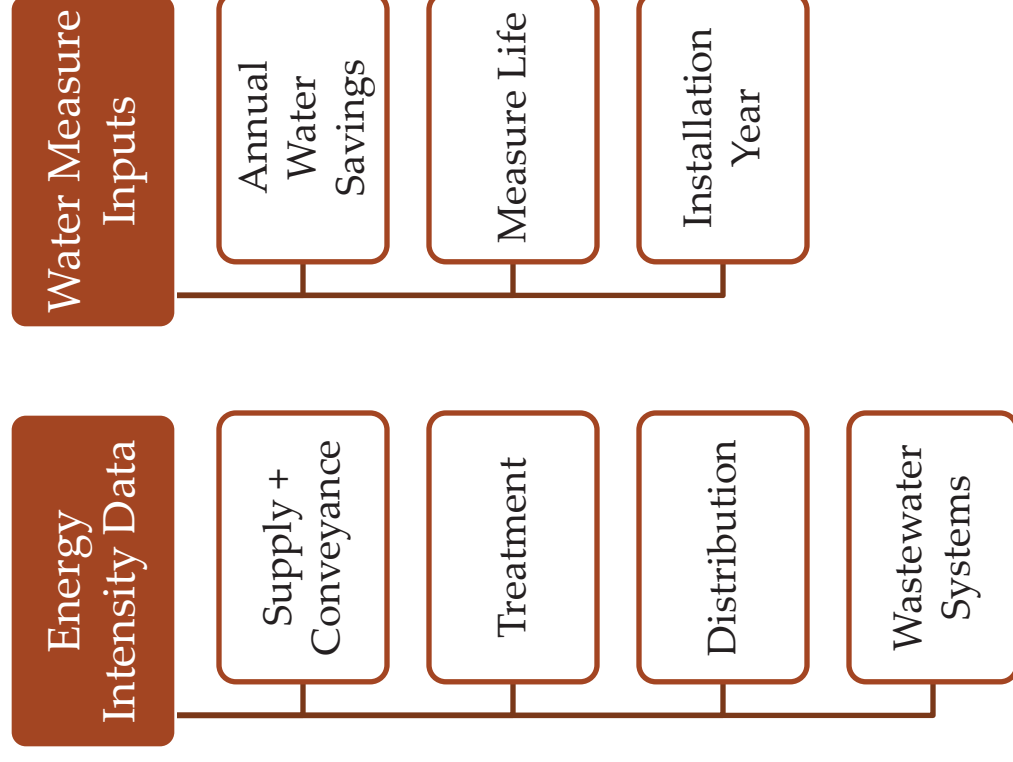 Energy
Intensity Data
Supply +
Conveyance
Treatment
Distribution
Wastewater
Systems
Water Measure
Inputs
Annual
Water
Savings
Measure Life
Installation
Year